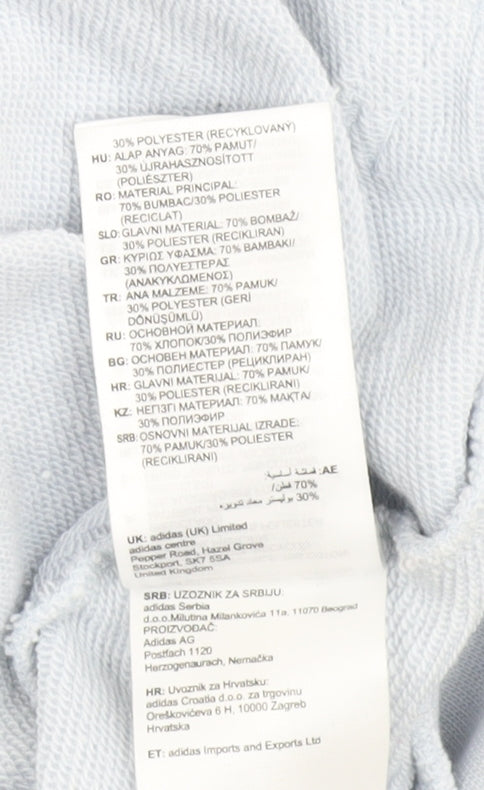 30% POLYESTER (RECYKLOVANÝ)
HU: ALAP ANYAG: 70% PAMUT/
30% ÚJRAHASZNOSÍTOTT
(POLIÉSZTER)
RO: MATERIAL PRINCIPAL:
70% BUMBAC/30% POLIESTER
(RECICLAT)
SLO: GLAVNI MATERIAL: 70% BOMBAŽ/
30% POLIESTER (RECIKLIRAN)
GR: ΚΥΡΙΩΣ ΥΦΑΣΜΑ: 70% ΒΑΜΒΑΚΙ/
30% ΠΟΛΥΕΣΤΕΡΑΣ
(ΑΝΑΚΥΚΛΩΜΕΝΟΣ)
TR: ANA MALZEME: 70% PAMUK/
30% POLYESTER (GERİ
DÖNÜŞÜMLÜ)
RU: ОСНОВНОЙ МАТЕРИАЛ:
70% ХЛОПОК/30% ПОЛИЭФИР
BG: ОСНОВЕН МАТЕРИАЛ: 70% ПАМУК/
30% ПОЛИЕСТЕР (РЕЦИКЛИРАН)
HR: GLAVNI MATERIJAL: 70% PAMUK/
30% POLIESTER (RECIKLIRANI)
KZ: НЕГІЗГІ МАТЕРИАЛ: 70% МАҚТА/
30% ПОЛИЭФИР
SRB: OSNOVNI MATERIJAL IZRADE:
70% PAMUK/30% POLIESTER
(RECIKLIRANI)
AE: قماشة أساسية:
70% قطن/
30% بوليستر معاد تدويره
UK: adidas (UK) Limited
adidas centre
Pepper Road, Hazel Grove
Stockport, SK7 5SA
United Kingdom
SRB: UZOZNIK ZA SRBIJU:
adidas Serbia
d.o.o.Milutina Milankovića 11a, 11070 Beograd
PROIZVOĐAČ:
Adidas AG
Postfach 1120
Herzogenaurach, Nemačka
HR: Uvoznik za Hrvatsku:
adidas Croatia d.o.o. za trgovinu
Oreškovićeva 6 H, 10000 Zagreb
Hrvatska
ET: adidas Imports and Exports Ltd